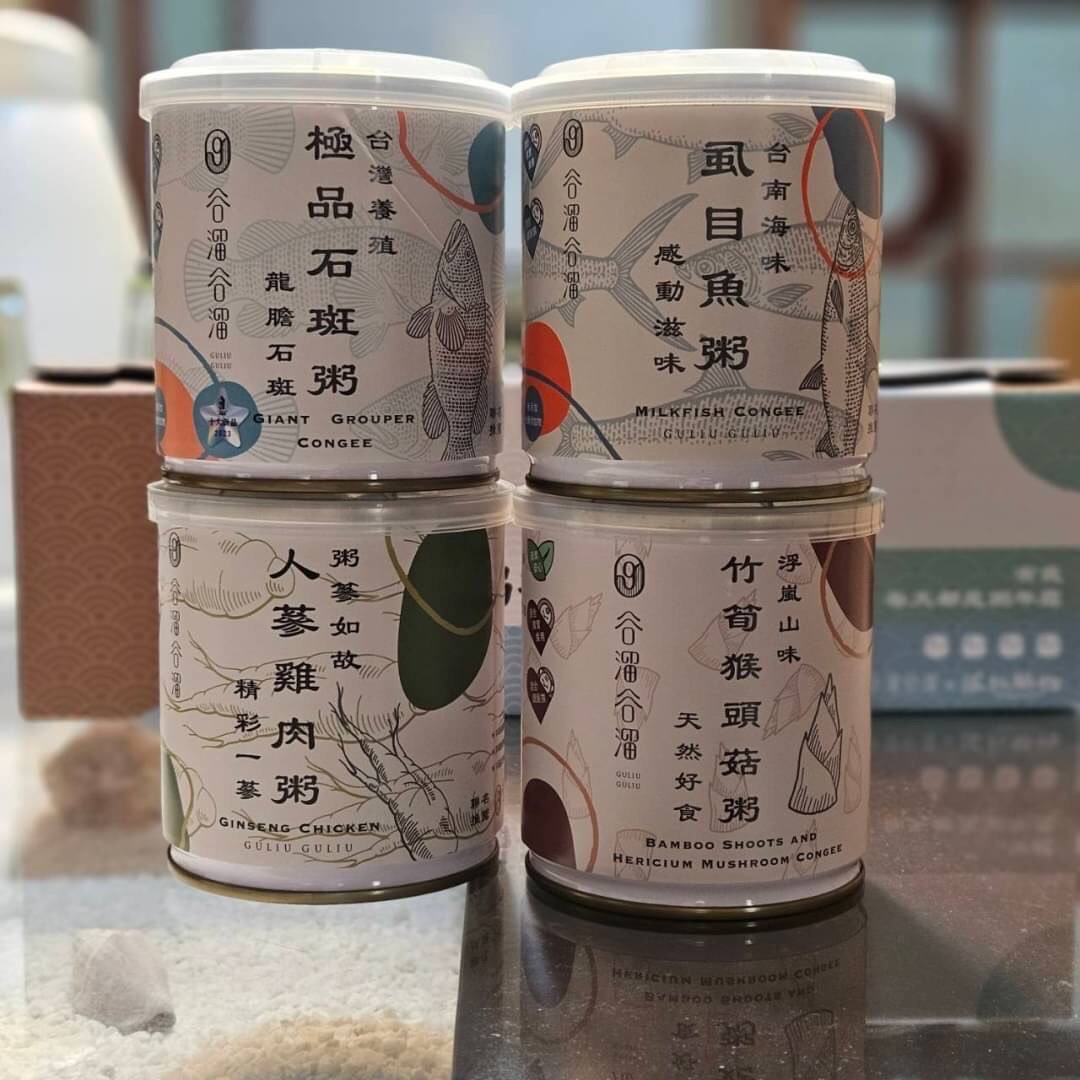 谷溜谷溜
GULIU
GULIU
極品石斑粥
台灣養殖
龍膽石斑
GIANT GROUPER
CONGEE
2023
谷溜谷溜
虱目魚粥
台南海味
感動滋味
MILKFISH CONGEE
GULIU GULIU
谷溜谷溜
人蔘雞肉粥
粥蔘如故
精彩一蔘
GINSENG CHICKEN
GULIU GULIU
谷溜谷溜
GULIU
GULIU
竹筍猴頭菇粥
浮嵐山味
天然好食
BAMBOO SHOOTS AND
HERICIUM MUSHROOM CONGEE